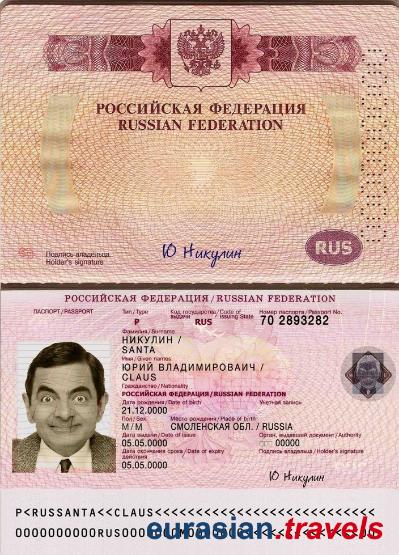 РОССИЙСКАЯ ФЕДЕРАЦИЯ
RUSSIAN FEDERATION
Подпись владельца
Holder's signature
Ю Никулин
RUS
РОССИЙСКАЯ ФЕДЕРАЦИЯ / RUSSIAN FEDERATION
ПАСПОРТ/PASSPORT Тип / Type Код государства / Code of выдачи issuing State Номер паспорта / Passport No.
P RUS 70 2893282
Фамилия / Surname
НИКУЛИН /
SANTA
Имя / Given names
ЮРИЙ ВЛАДИМИРОВАИЧ /
CLAUS
Гражданство / Nationality
РОССИЙСКАЯ ФЕДЕРАЦИЯ/ RUSSIAN FEDERATION
Дата рождения / Date of birth Учетная запись
21.12.0000
Пол / Sex Место рождения / Place of birth
М/M СМОЛЕНСКАЯ ОБЛ. / RUSSIA
Дата выдачи / Date of issue Орган, выдавший документ / Authority
05.05.0000 00000
Дата окончания срока / Date of expiry действия Подпись владельца / Holder's signature
05.05.0000
Ю Никулин
P<RUSSANTA<<CLAUS<<<<<<<<<<<<<<<<<<<<<<<<<<<
eurasian.travels